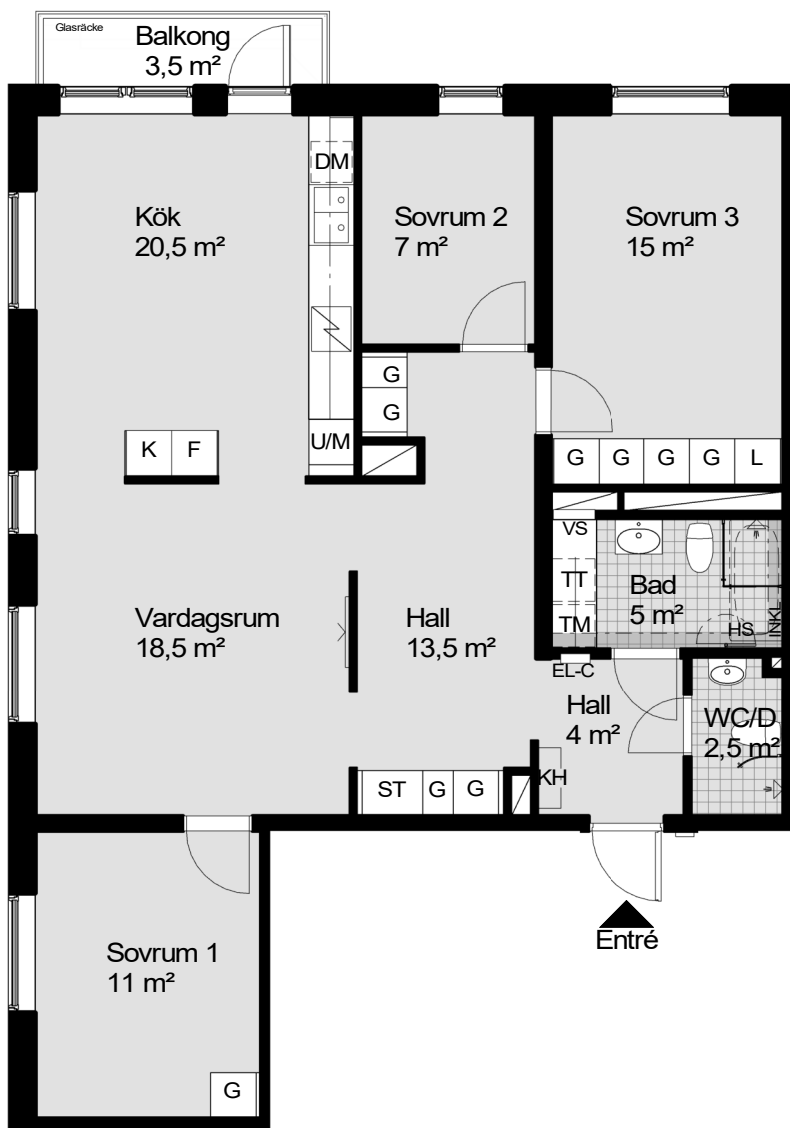 Glasräcke
Balkong
3,5 m²
DM
Kök
20,5 m²
Sovrum 2
7 m²
Sovrum 3
15 m²
G
G
K F
U/M
G G G G L
VS
TT
TM
Bad
5 m²
HS
INKL
Vardagsrum
18,5 m²
Hall
13,5 m²
EL-C
Hall
4 m²
WC/D
2,5 m²
ST G G
KH
Entré
Sovrum 1
11 m²
G